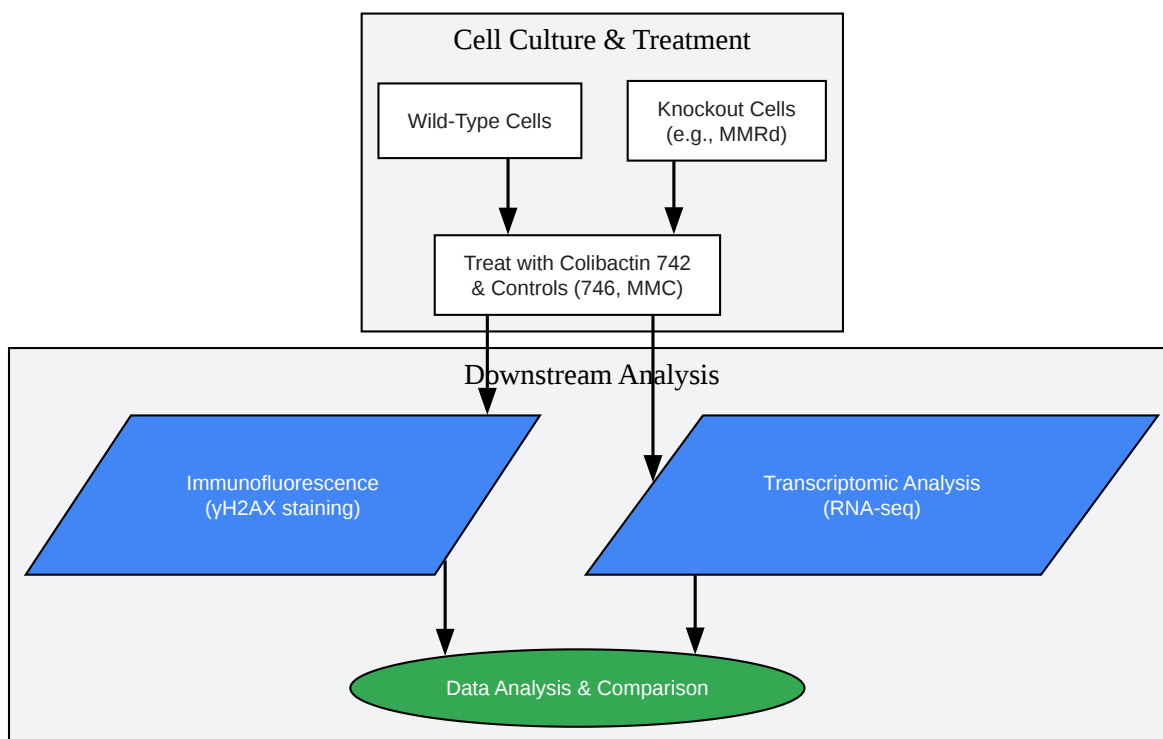 Cell Culture & Treatment
Wild-Type Cells
Knockout Cells
(e.g., MMRd)
Treat with Colibactin 742
& Controls (746, MMC)
Downstream Analysis
Immunofluorescence
(γH2AX staining)
Transcriptomic Analysis
(RNA-seq)
Data Analysis & Comparison